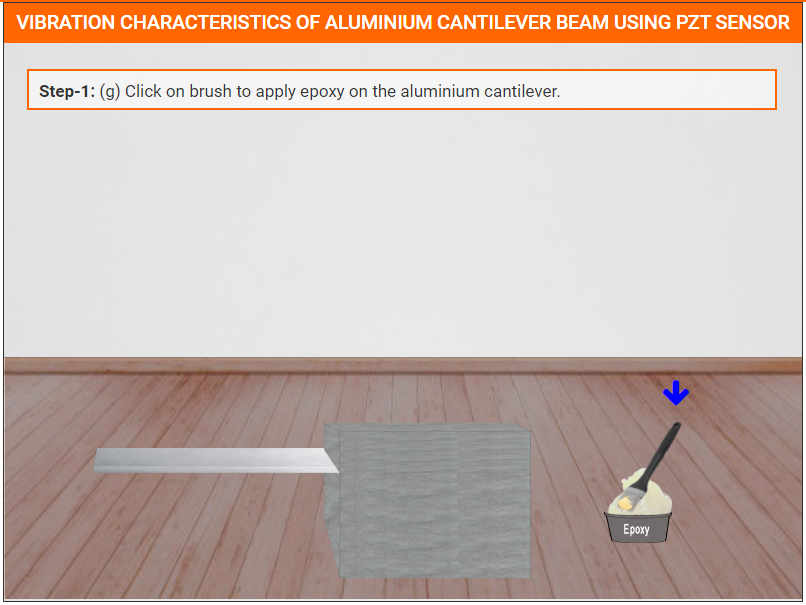 VIBRATION CHARACTERISTICS OF ALUMINIUM CANTILEVER BEAM USING PZT SENSOR
Step-1: (g) Click on brush to apply epoxy on the aluminium cantilever.
Epoxy